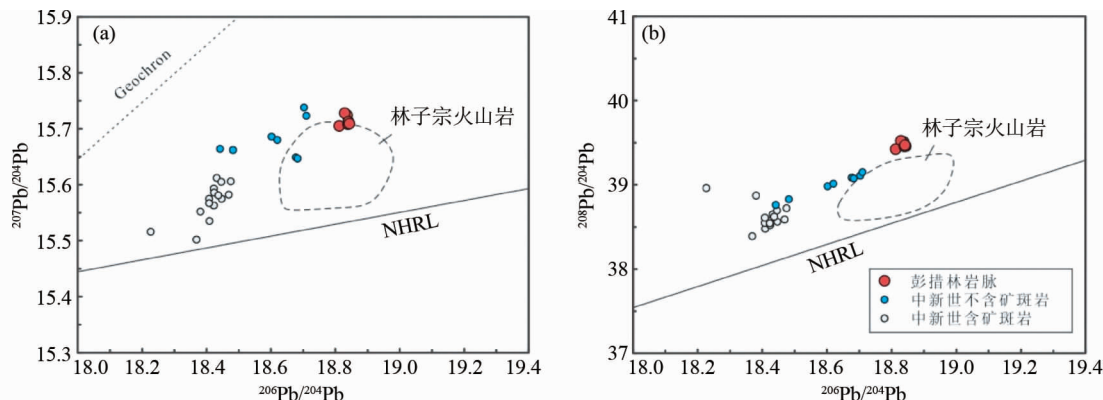 (a)
15.9
15.8
15.7
15.6
15.5
15.4
15.3
²⁰⁷Pb/²⁰⁴Pb
Geochron
林子宗火山岩
NHRL
18.0 18.2 18.4 18.6 18.8 19.0 19.2 19.4
²⁰⁶Pb/²⁰⁴Pb
(b)
41
40
39
38
37
²⁰⁸Pb/²⁰⁴Pb
林子宗火山岩
NHRL
彭措林岩脉
中新世不含矿斑岩
中新世含矿斑岩
18.0 18.2 18.4 18.6 18.8 19.0 19.2 19.4
²⁰⁶Pb/²⁰⁴Pb